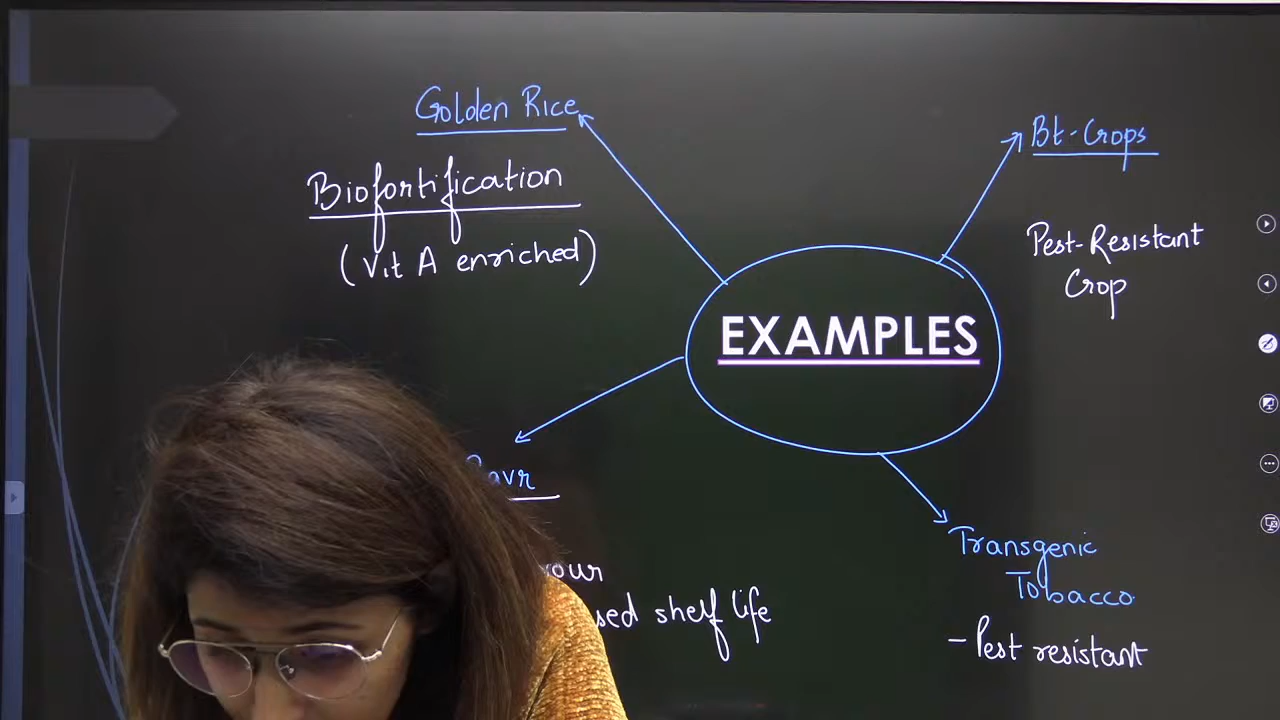 Golden Rice
Biofortification
(Vit A enriched)
EXAMPLES
Bt-Crops
Pest-Resistant
Crop
shelf life
Transgenic
Tobacco
- Pest resistant